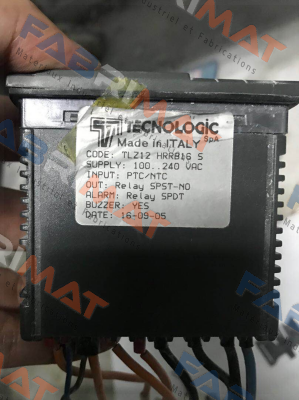 TECNOLOGIC SpA
Made in ITALY
CODE: TLZ12 HRRB16 S
SUPPLY: 100..240 VAC
INPUT: PTC/NTC
OUT: Relay SPST-NO
ALARM: Relay SPDT
BUZZER: YES
DATE: 16-09-05
FABRIMAT